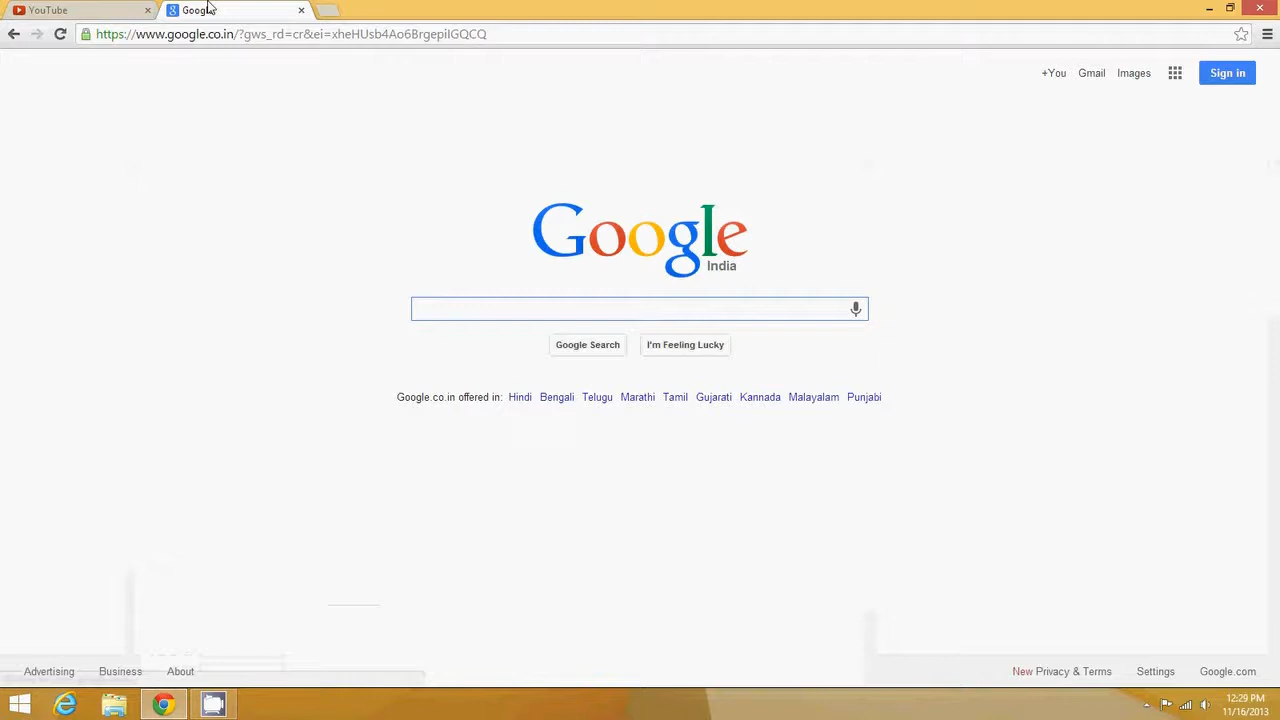 YouTube
Google
https://www.google.co.in/?gws_rd=cr&ei=xheHUsb4Ao6BrgepiIGQCQ
+You Gmail Images Sign in
Google
India
Google Search I'm Feeling Lucky
Google.co.in offered in: Hindi Bengali Telugu Marathi Tamil Gujarati Kannada Malayalam Punjabi
Advertising Business About New Privacy & Terms Settings Google.com
12:29 PM
11/16/2013